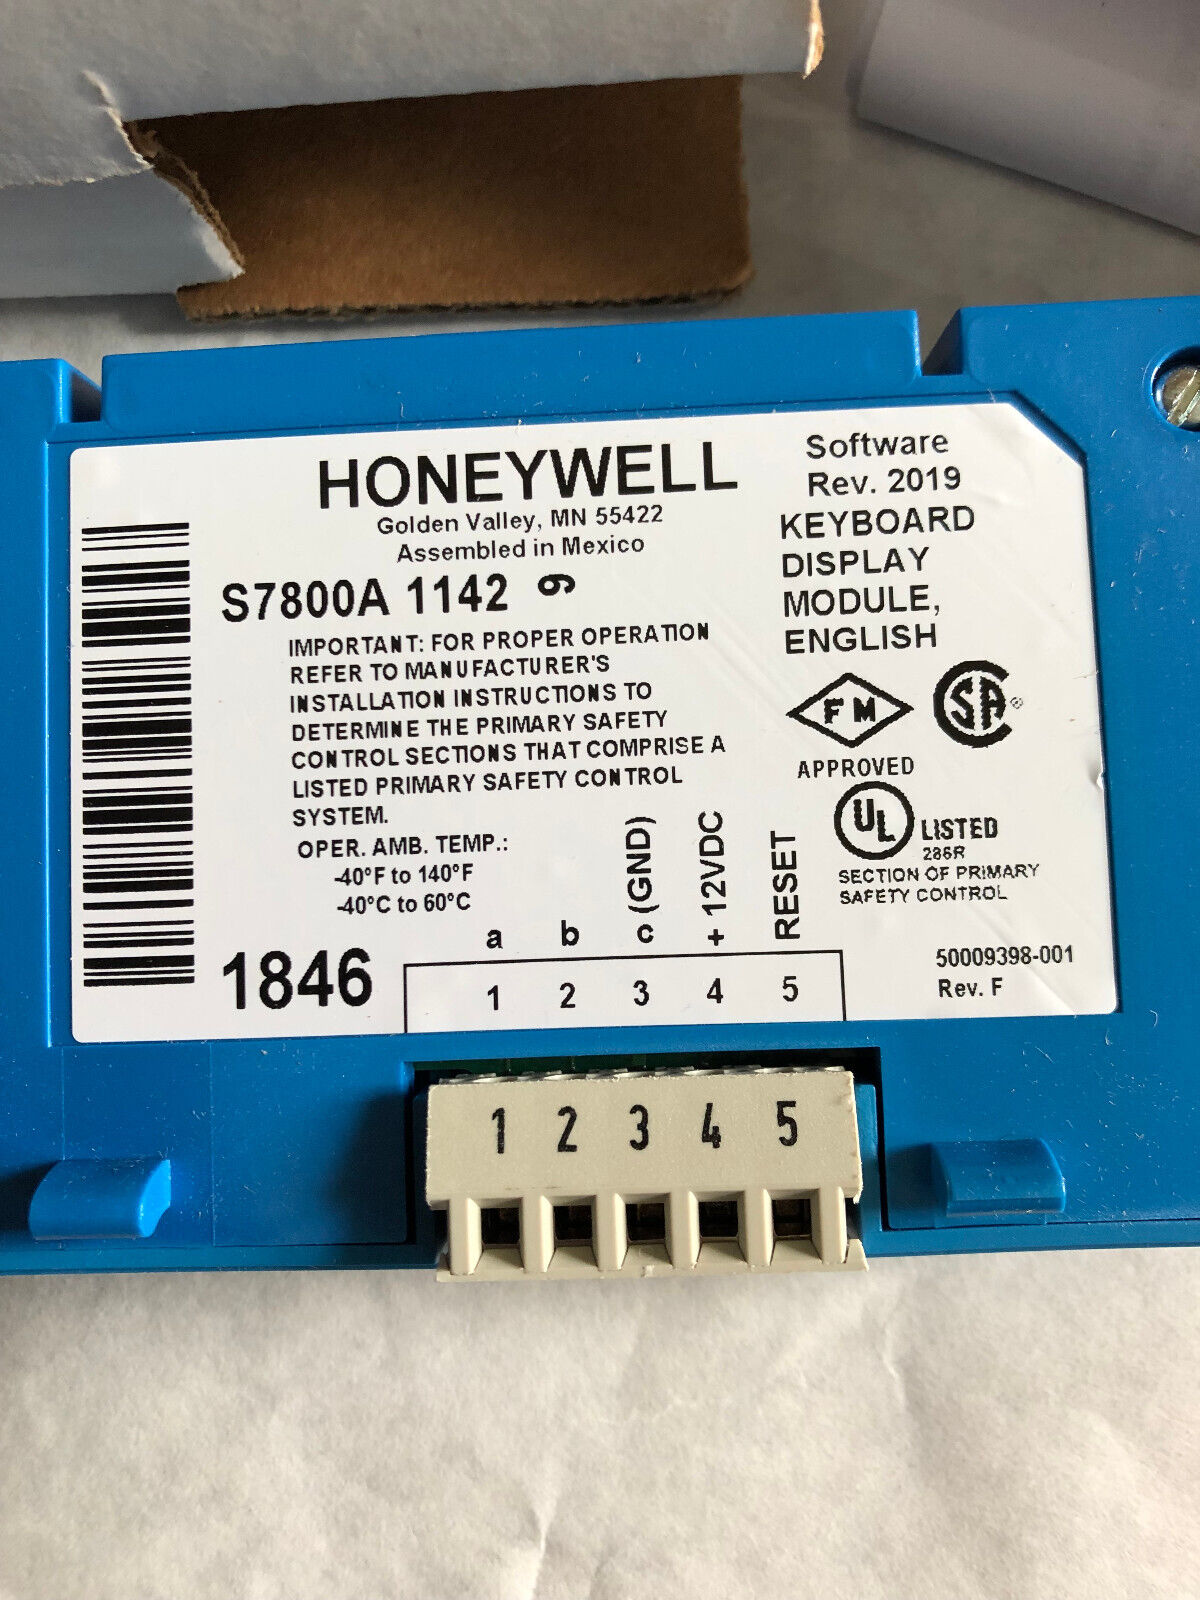 HONEYWELL
Golden Valley, MN 55422
Assembled in Mexico
S7800A 1142 6
IMPORTANT: FOR PROPER OPERATION
REFER TO MANUFACTURER'S
INSTALLATION INSTRUCTIONS TO
DETERMINE THE PRIMARY SAFETY
CONTROL SECTIONS THAT COMPRISE A
LISTED PRIMARY SAFETY CONTROL
SYSTEM.
OPER. AMB. TEMP.:
-40°F to 140°F
-40°C to 60°C
1846
Software
Rev. 2019
KEYBOARD
DISPLAY
MODULE,
ENGLISH
FM
APPROVED
SA®
UL LISTED
286R
SECTION OF PRIMARY
SAFETY CONTROL
a b c (GND) + 12VDC RESET
1 2 3 4 5
50009398-001
Rev. F
1 2 3 4 5